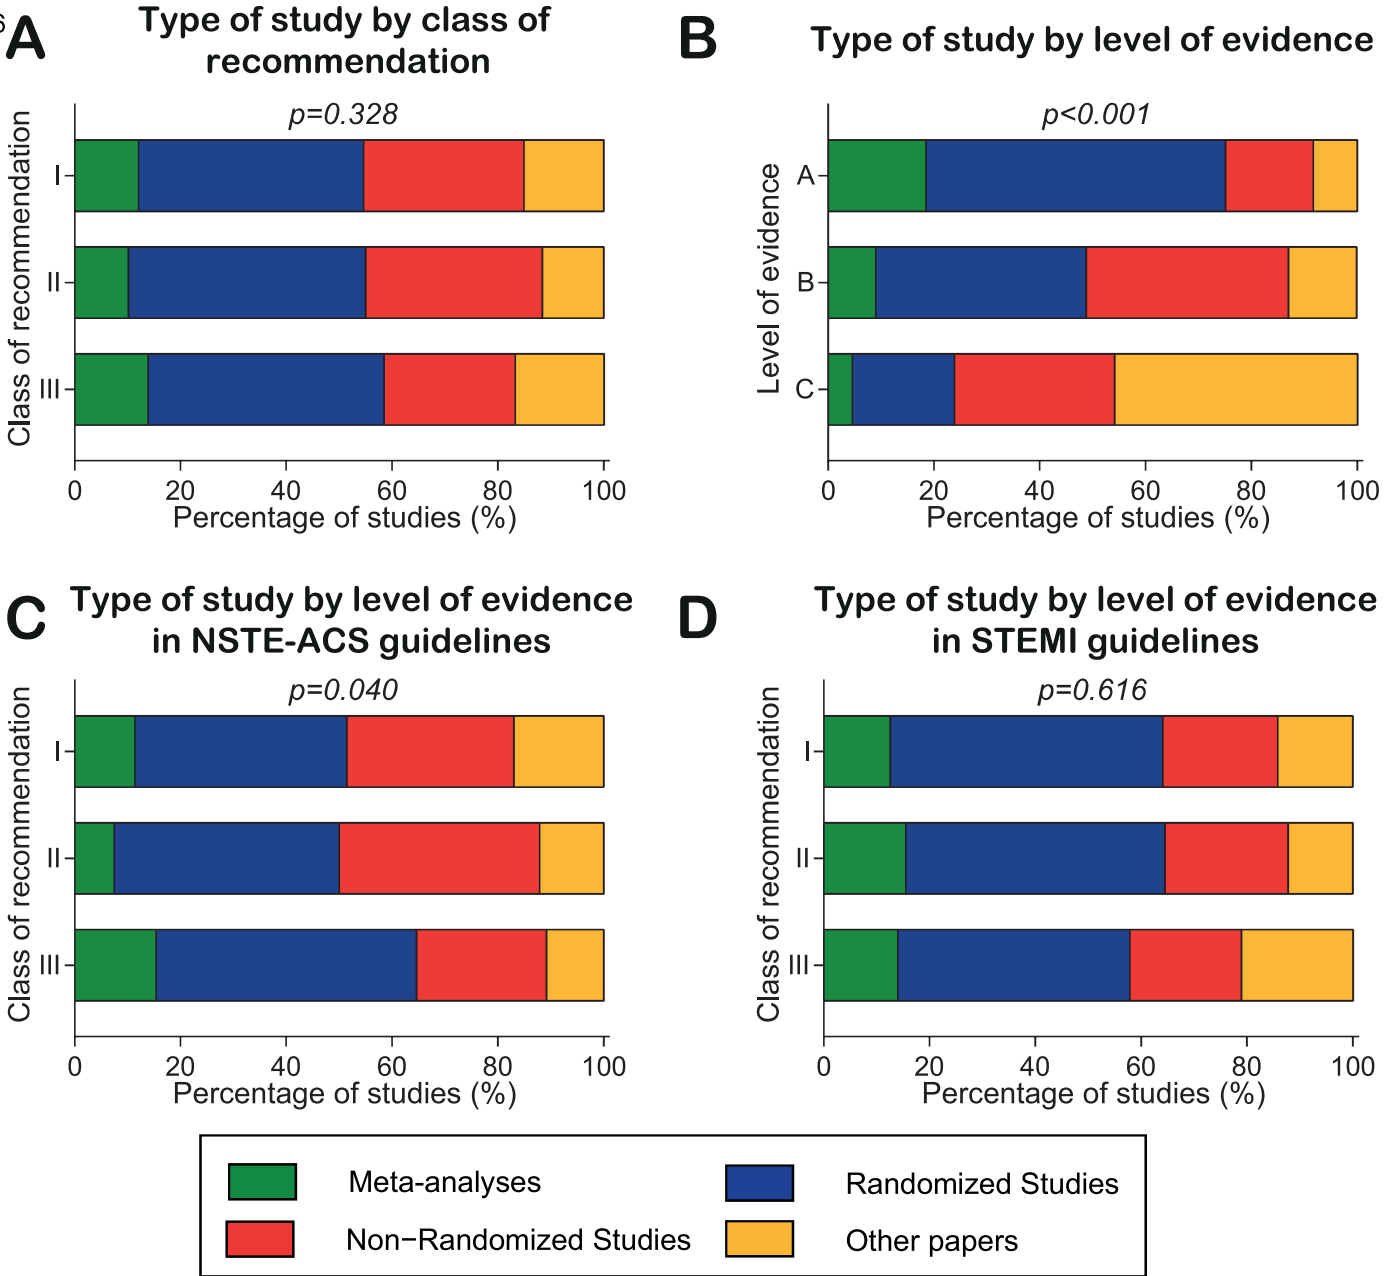 6
A
Type of study by class of
recommendation
p=0.328
Class of recommendation
I
II
III
0 20 40 60 80 100
Percentage of studies (%)
B
Type of study by level of evidence
p<0.001
Level of evidence
A
B
C
0 20 40 60 80 100
Percentage of studies (%)
C
Type of study by level of evidence
in NSTE-ACS guidelines
p=0.040
Class of recommendation
I
II
III
0 20 40 60 80 100
Percentage of studies (%)
D
Type of study by level of evidence
in STEMI guidelines
p=0.616
Class of recommendation
I
II
III
0 20 40 60 80 100
Percentage of studies (%)
Meta-analyses
Randomized Studies
Non−Randomized Studies
Other papers